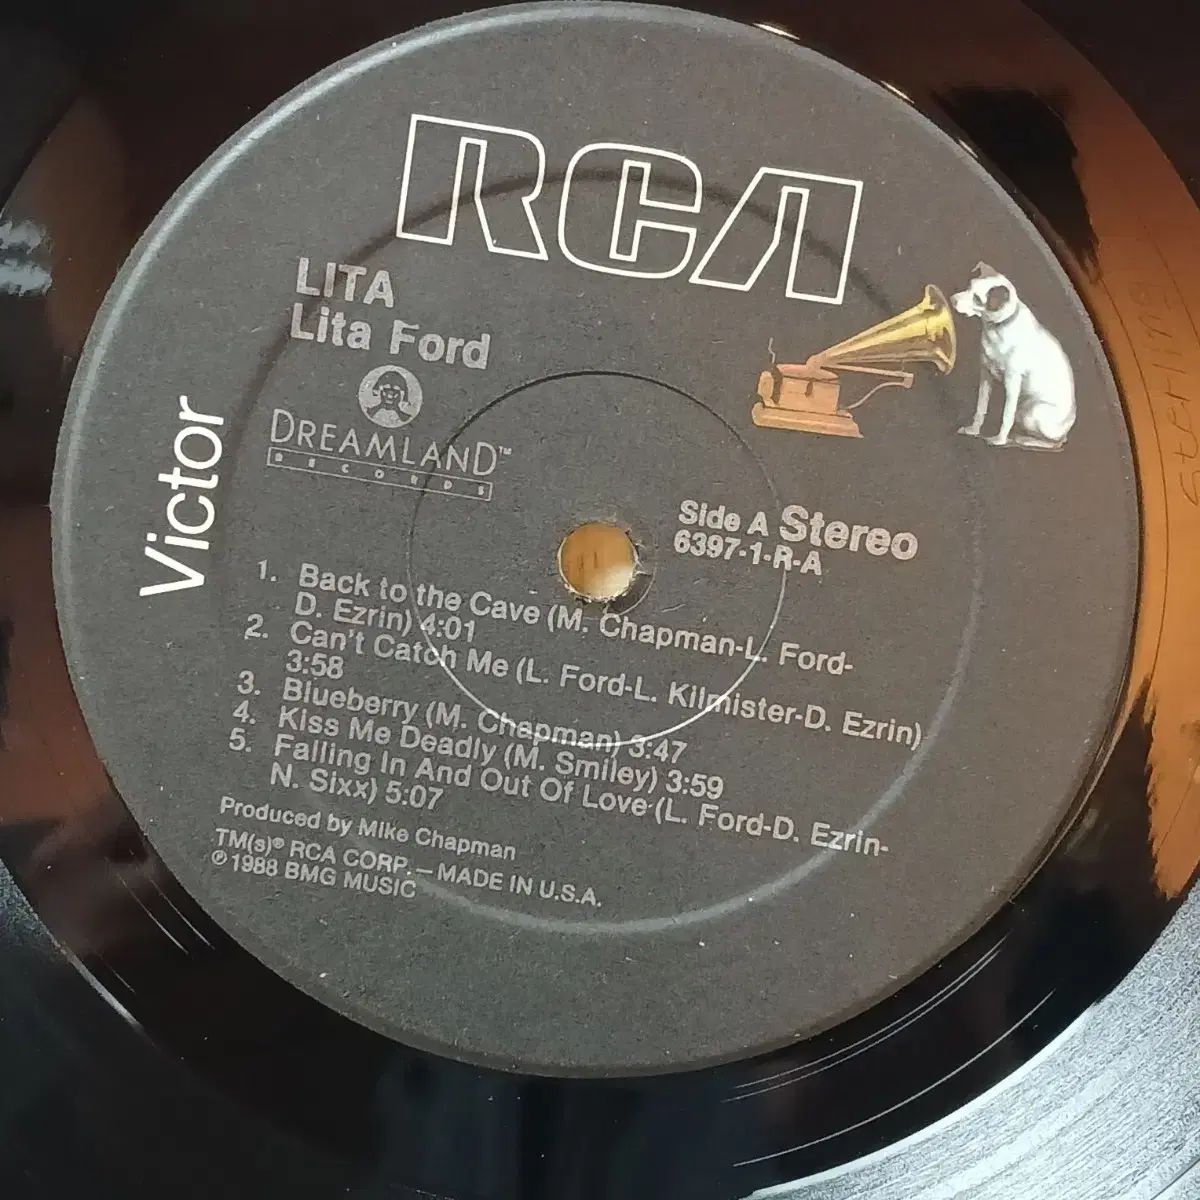 RCA
LITA
Lita Ford
DREAMLAND™
RECORDS
Victor
Side A Stereo
6397-1-R-A
1. Back to the Cave (M. Chapman-L. Ford-
D. Ezrin) 4:01
2. Can't Catch Me (L. Ford-L. Kilmister-D. Ezrin)
3:58
3. Blueberry (M. Chapman) 3:47
4. Kiss Me Deadly (M. Smiley) 3:59
5. Falling In And Out Of Love (L. Ford-D. Ezrin-
N. Sixx) 5:07
Produced by Mike Chapman
TM(s)® RCA CORP.—MADE IN U.S.A.
℗ 1988 BMG MUSIC
STERLING